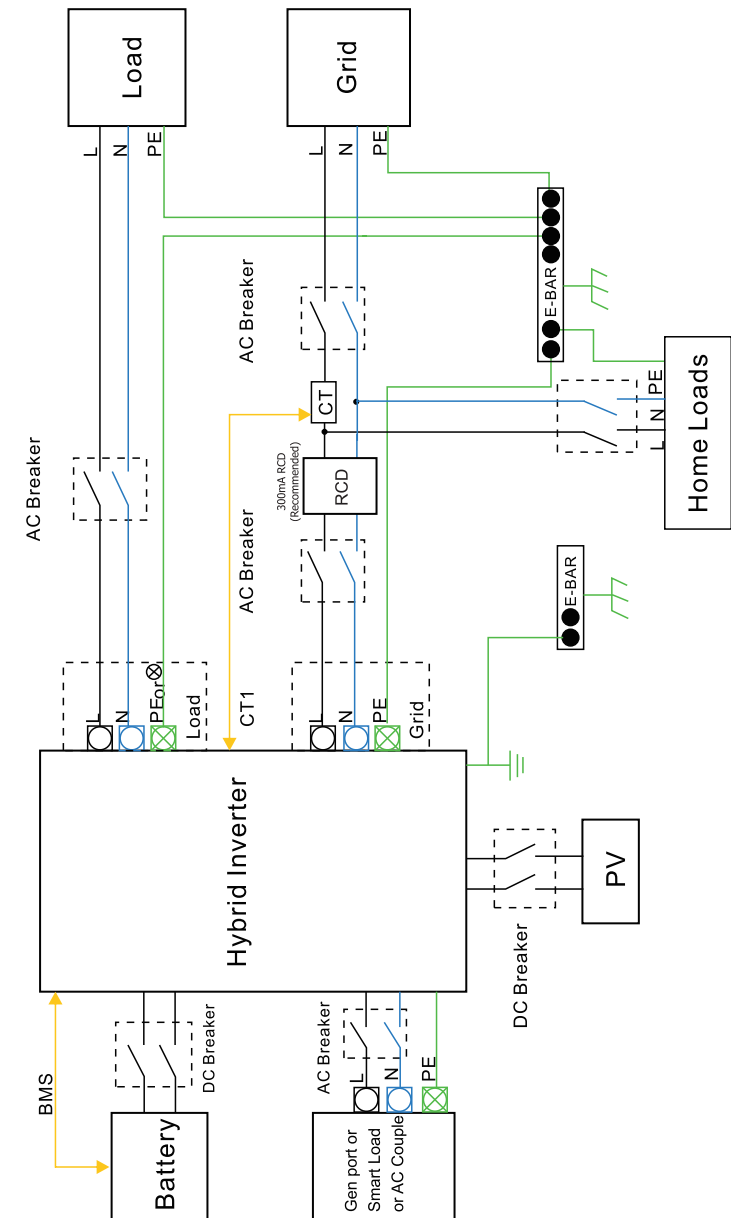 Load
Grid
L
N
PE
L
N
PE
AC Breaker
E-BAR
CT
AC Breaker
300mA RCD
(Recommended)
RCD
AC Breaker
L
N
PE
Home Loads
E-BAR
L
N
PE
or
Load
CT1
L
N
PE
Grid
Hybrid Inverter
PV
DC Breaker
BMS
DC Breaker
Battery
AC Breaker
L
N
PE
Gen port or
Smart Load
or AC Couple